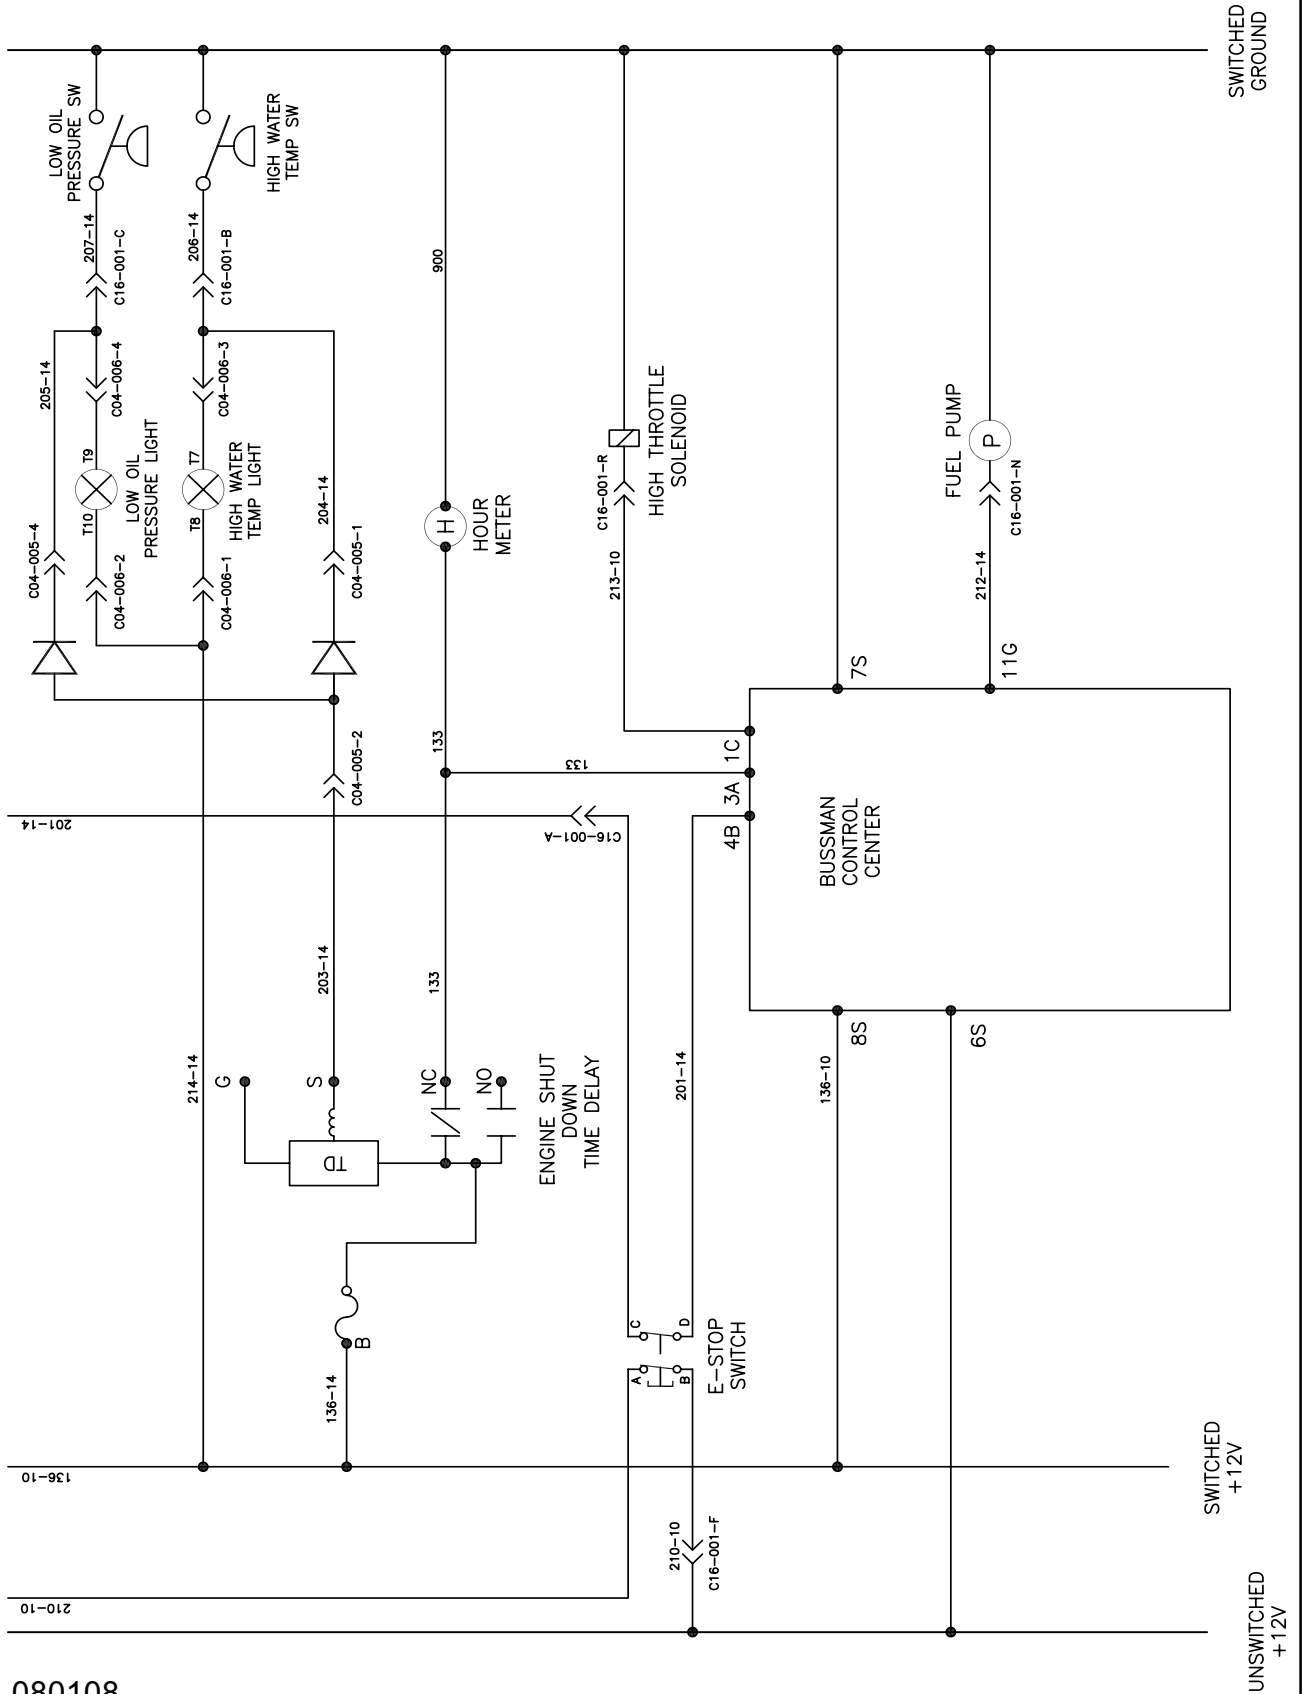 SWITCHED
GROUND
LOW OIL
PRESSURE SW
HIGH WATER
TEMP SW
207-14
C16-001-C
206-14
C16-001-B
900
205-14
C04-006-4
C04-006-3
T9
T10
LOW OIL
PRESSURE LIGHT
T7
T8
HIGH WATER
TEMP LIGHT
204-14
C04-005-4
C04-006-2
C04-006-1
C04-005-1
H
HOUR
METER
C16-001-R
HIGH THROTTLE
SOLENOID
213-10
FUEL PUMP
P
C16-001-N
212-14
7S
11G
133
133
C04-005-2
1C
3A
4B
201-14
C16-001-A
BUSSMAN
CONTROL
CENTER
203-14
133
8S
6S
214-14
G
S
NC
NO
TD
ENGINE SHUT
DOWN
TIME DELAY
201-14
136-10
B
136-14
C
D
A
B
E-STOP
SWITCH
136-10
SWITCHED
+12V
210-10
C16-001-F
210-10
UNSWITCHED
+12V